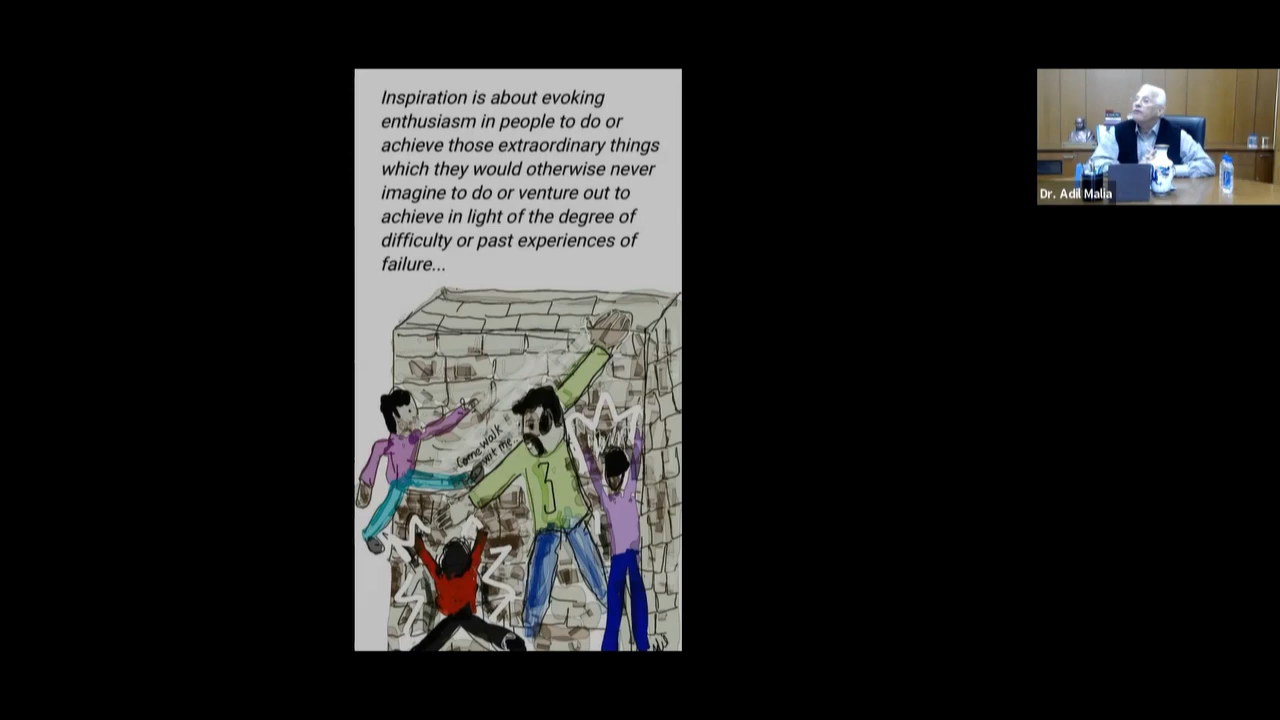 Inspiration is about evoking
enthusiasm in people to do or
achieve those extraordinary things
which they would otherwise never
imagine to do or venture out to
achieve in light of the degree of
difficulty or past experiences of
failure...
Come walk
wit me...
3
Dr. Adil Malia